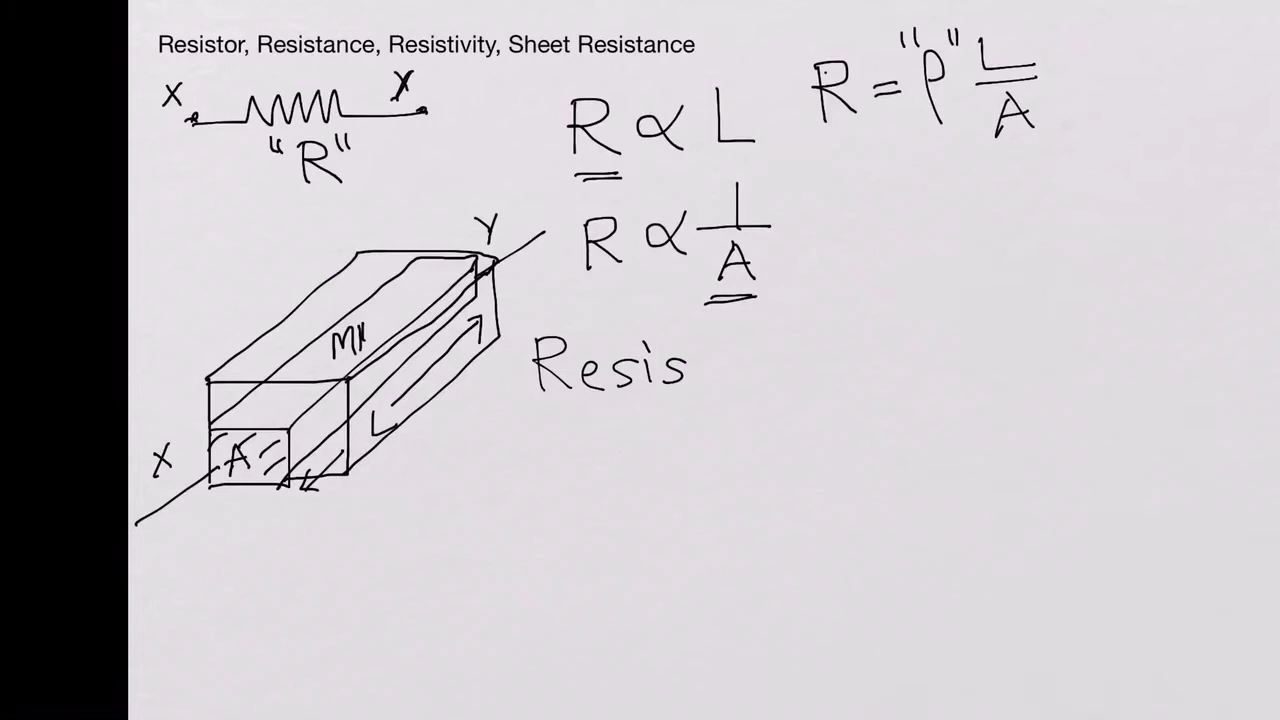 Resistor, Resistance, Resistivity, Sheet Resistance
X X
"R"
R ∝ L
R = "ρ" L/A
R ∝ 1/A
Y
L
X
A
Resis